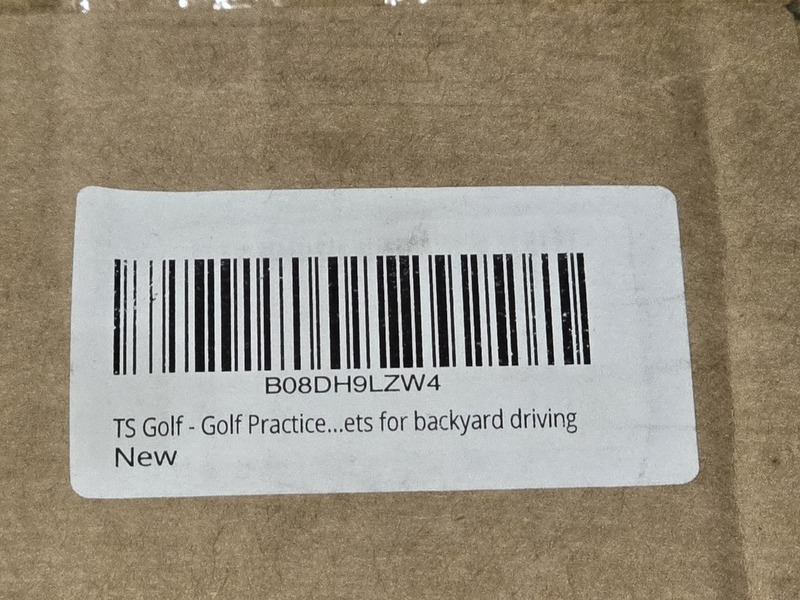 B08DH9LZW4
TS Golf - Golf Practice...ets for backyard driving
New